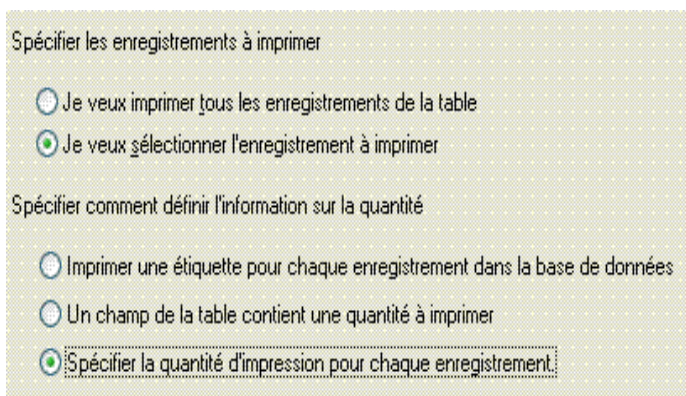 Spécifier les enregistrements à imprimer
Je veux imprimer tous les enregistrements de la table
Je veux sélectionner l'enregistrement à imprimer
Spécifier comment définir l'information sur la quantité
Imprimer une étiquette pour chaque enregistrement dans la base de données
Un champ de la table contient une quantité à imprimer
Spécifier la quantité d'impression pour chaque enregistrement.